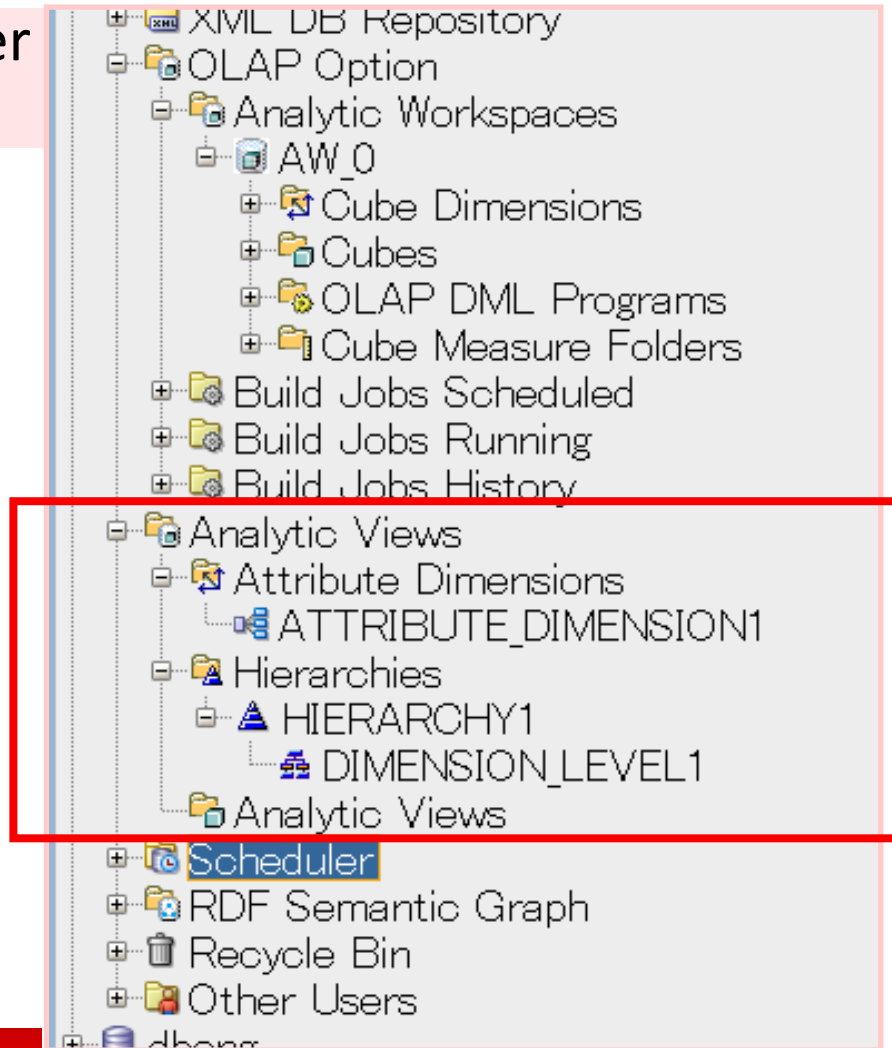 er
XML DB Repository
OLAP Option
Analytic Workspaces
AW_0
Cube Dimensions
Cubes
OLAP DML Programs
Cube Measure Folders
Build Jobs Scheduled
Build Jobs Running
Build Jobs History
Analytic Views
Attribute Dimensions
ATTRIBUTE_DIMENSION1
Hierarchies
HIERARCHY1
DIMENSION_LEVEL1
Analytic Views
Scheduler
RDF Semantic Graph
Recycle Bin
Other Users